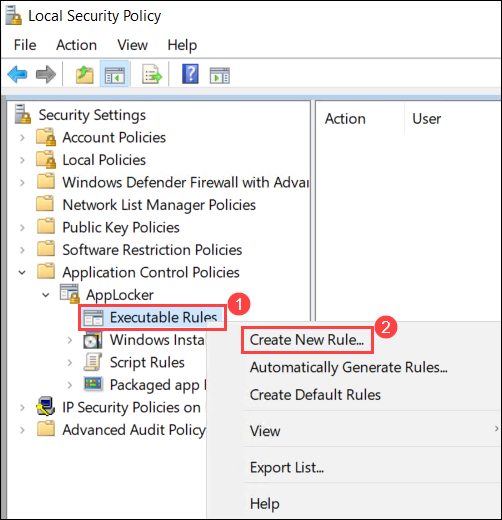 Local Security Policy
File Action View Help
Security Settings
Account Policies
Local Policies
Windows Defender Firewall with Advan
Network List Manager Policies
Public Key Policies
Software Restriction Policies
Application Control Policies
AppLocker
Executable Rules
Windows Insta
Script Rules
Packaged app
IP Security Policies on
Advanced Audit Policy
Action User
1
2
Create New Rule...
Automatically Generate Rules...
Create Default Rules
View
Export List...
Help